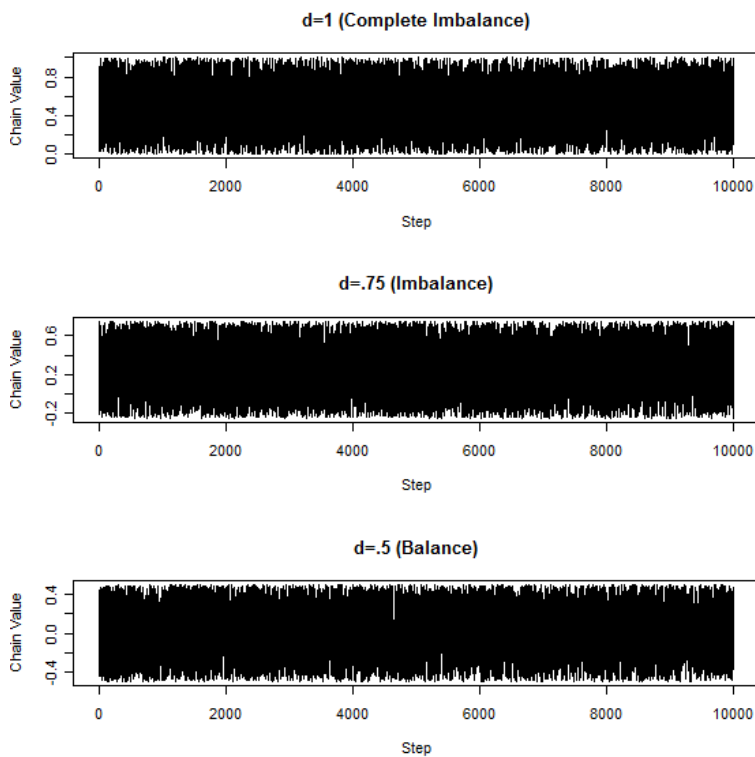 d=1 (Complete Imbalance)
Chain Value
0.0 0.4 0.8
0 2000 4000 6000 8000 10000
Step
d=.75 (Imbalance)
Chain Value
-0.2 0.2 0.6
0 2000 4000 6000 8000 10000
Step
d=.5 (Balance)
Chain Value
-0.4 0.0 0.4
0 2000 4000 6000 8000 10000
Step